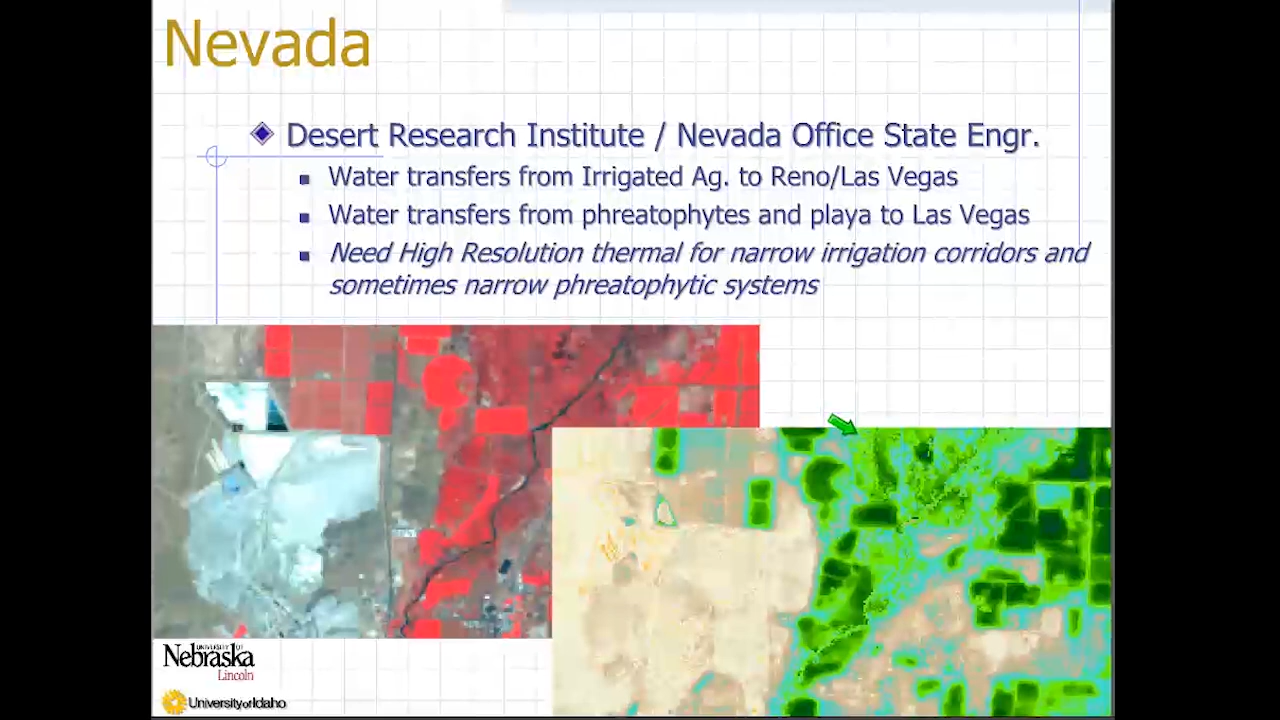 Nevada
Desert Research Institute / Nevada Office State Engr.
Water transfers from Irrigated Ag. to Reno/Las Vegas
Water transfers from phreatophytes and playa to Las Vegas
Need High Resolution thermal for narrow irrigation corridors and
sometimes narrow phreatophytic systems
UNIVERSITY OF
Nebraska
Lincoln
University of Idaho